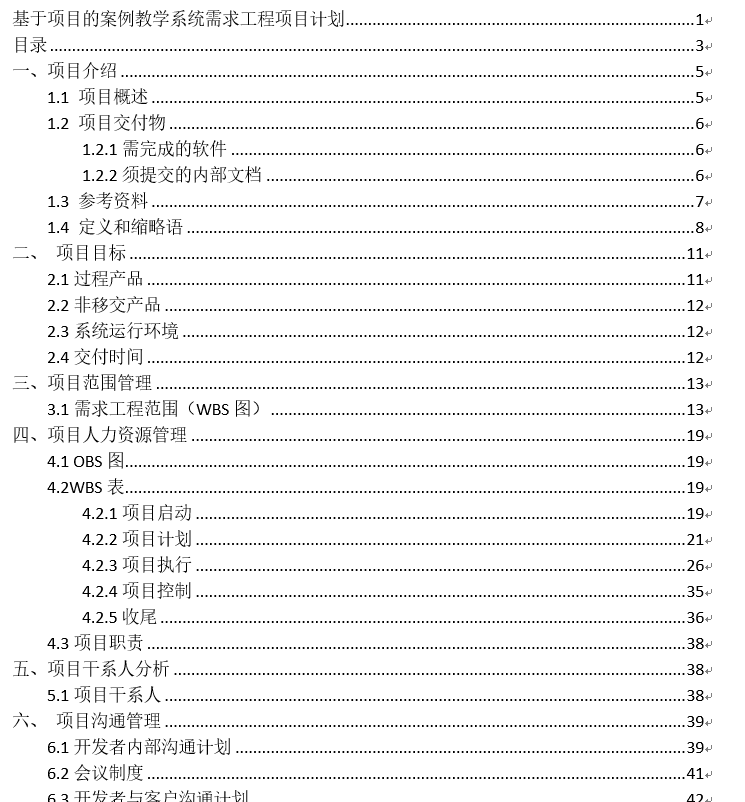 基于项目的案例教学系统需求工程项目计划........................................1
目录........................................3
一、项目介绍........................................5
1.1 项目概述........................................5
1.2 项目交付物........................................6
1.2.1 需完成的软件........................................6
1.2.2 须提交的内部文档........................................6
1.3 参考资料........................................7
1.4 定义和缩略语........................................8
二、 项目目标........................................11
2.1 过程产品........................................11
2.2 非移交产品........................................12
2.3 系统运行环境........................................12
2.4 交付时间........................................12
三、项目范围管理........................................13
3.1 需求工程范围（WBS 图）........................................13
四、项目人力资源管理........................................19
4.1 OBS 图........................................19
4.2WBS 表........................................19
4.2.1 项目启动........................................19
4.2.2 项目计划........................................21
4.2.3 项目执行........................................26
4.2.4 项目控制........................................35
4.2.5 收尾........................................36
4.3 项目职责........................................38
五、项目干系人分析........................................38
5.1 项目干系人........................................38
六、 项目沟通管理........................................39
6.1 开发者内部沟通计划........................................39
6.2 会议制度........................................41
6.3 开发者与客户沟通计划........................................42